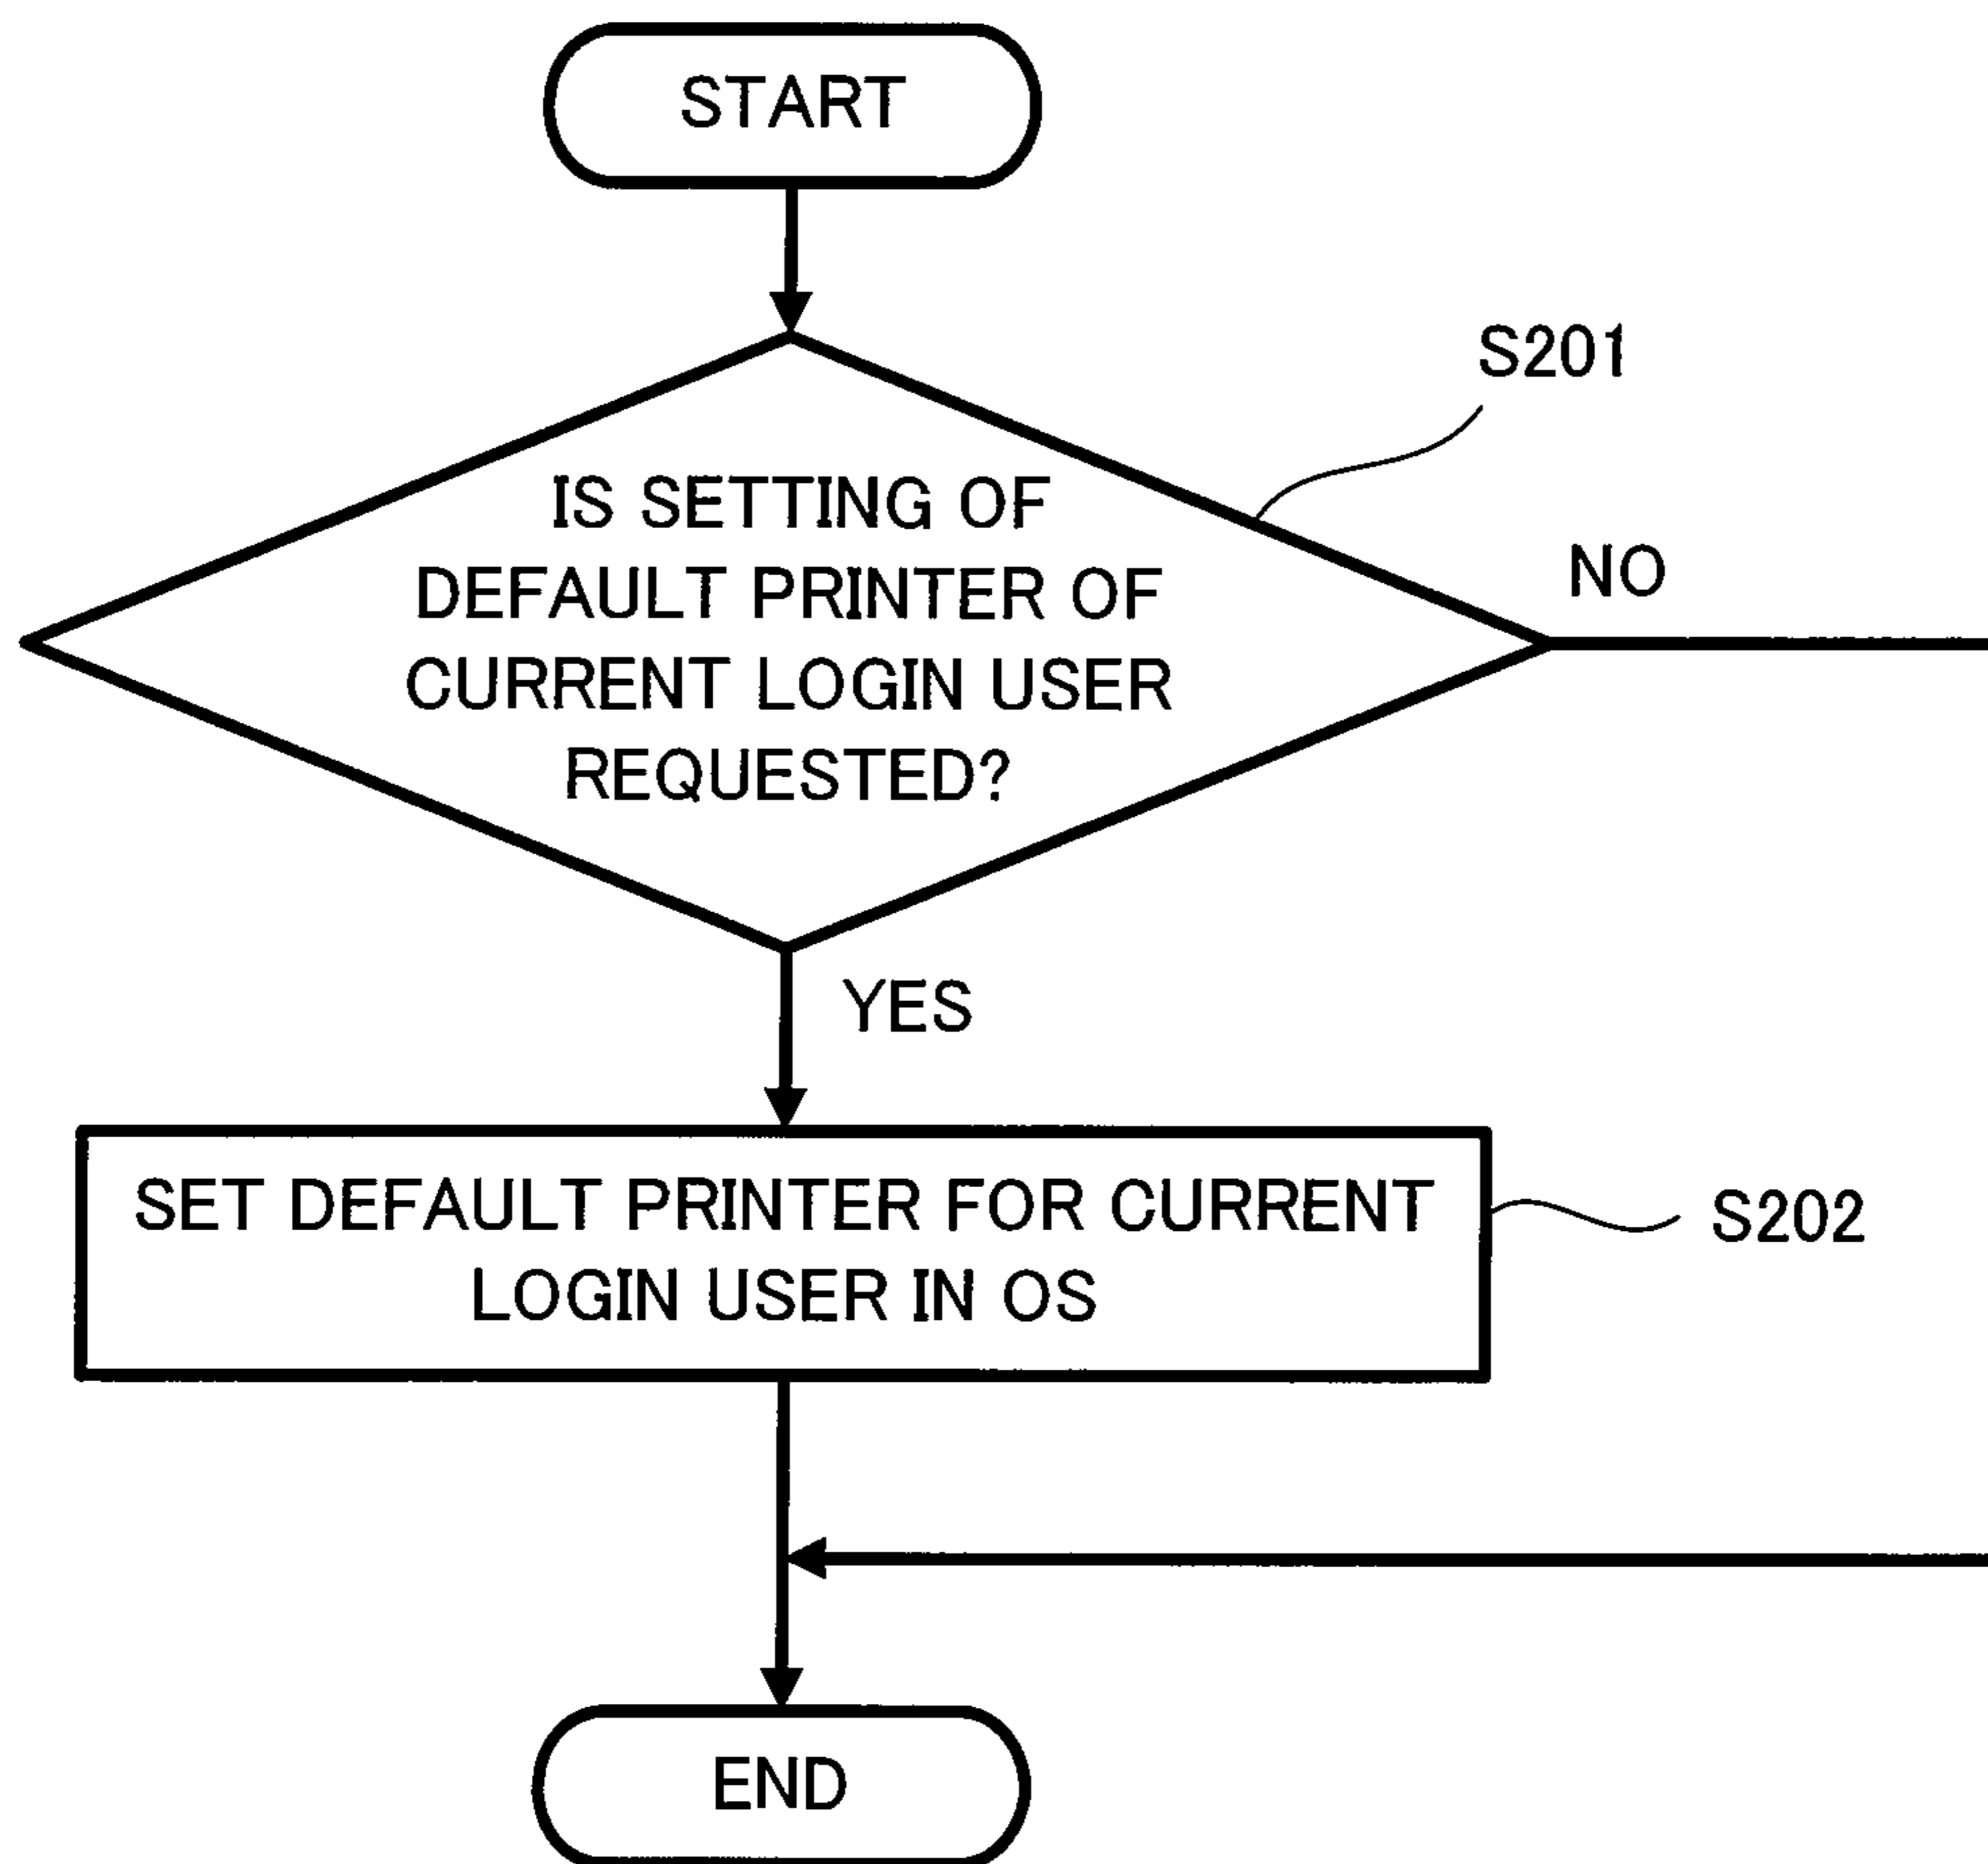 START
S201
IS SETTING OF
DEFAULT PRINTER OF
CURRENT LOGIN USER
REQUESTED?
NO
YES
SET DEFAULT PRINTER FOR CURRENT
LOGIN USER IN OS
S202
END